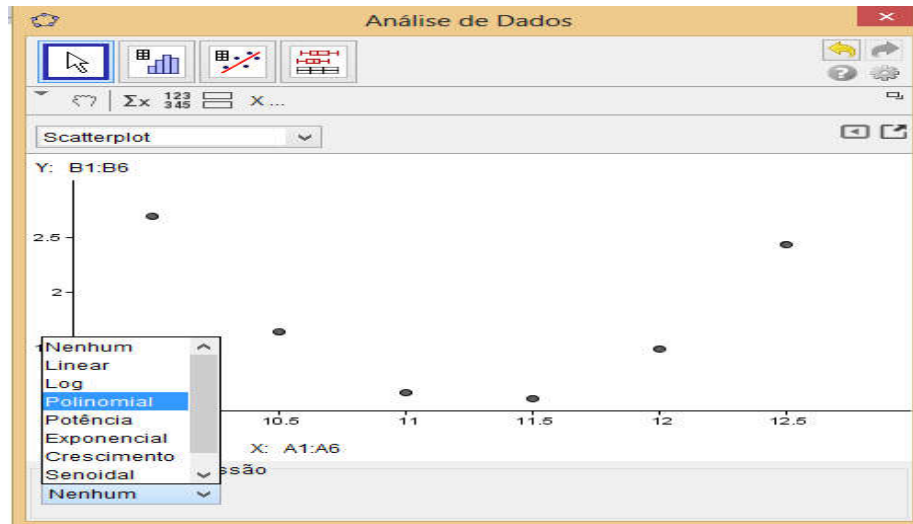 Análise de Dados
Σx 123 345 X ...
Scatterplot
Y: B1:B6
2.5
2
1
10.5 11 11.5 12 12.5
X: A1:A6
Nenhum
Linear
Log
Polinomial
Potência
Exponencial
Crescimento
Senoidal
ssão
Nenhum